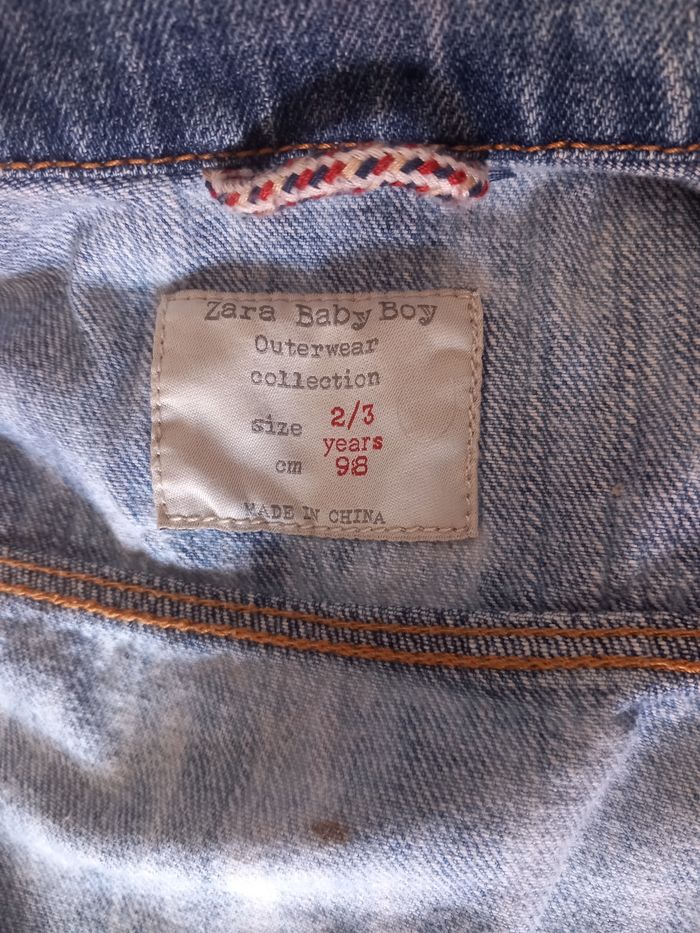 Zara Baby Boy
Outerwear
collection
size 2/3
years
cm 98
MADE IN CHINA